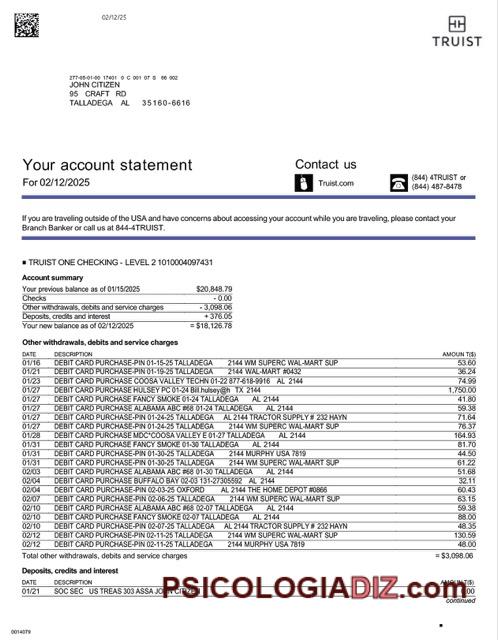 02/12/25
TRUIST
277-05-01-00 17401 0 C 001 07 S 66 002
JOHN CITIZEN
95 CRAFT RD
TALLADEGA AL 35160-6616
Your account statement
For 02/12/2025
Contact us
Truist.com
(844) 4TRUIST or
(844) 487-8478
If you are traveling outside of the USA and have concerns about accessing your account while you are traveling, please contact your
Branch Banker or call us at 844-4TRUIST.
■ TRUIST ONE CHECKING - LEVEL 2 1010004097431
Account summary
Your previous balance as of 01/15/2025 $20,848.79
Checks - 0.00
Other withdrawals, debits and service charges - 3,098.06
Deposits, credits and interest + 376.05
Your new balance as of 02/12/2025 = $18,126.78
Other withdrawals, debits and service charges
DATE DESCRIPTION AMOUNT($)
01/16 DEBIT CARD PURCHASE-PIN 01-15-25 TALLADEGA 2144 WM SUPERC WAL-MART SUP 53.60
01/21 DEBIT CARD PURCHASE-PIN 01-19-25 TALLADEGA 2144 WAL-MART #0432 36.24
01/23 DEBIT CARD PURCHASE COOSA VALLEY TECHN 01-22 877-618-9916 AL 2144 74.99
01/27 DEBIT CARD PURCHASE HULSEY PC 01-24 Bill.hulsey@h TX 2144 1,750.00
01/27 DEBIT CARD PURCHASE FANCY SMOKE 01-24 TALLADEGA AL 2144 41.80
01/27 DEBIT CARD PURCHASE ALABAMA ABC #68 01-24 TALLADEGA AL 2144 59.38
01/27 DEBIT CARD PURCHASE-PIN 01-24-25 TALLADEGA AL 2144 TRACTOR SUPPLY # 232 HAYN 71.64
01/27 DEBIT CARD PURCHASE-PIN 01-24-25 TALLADEGA 2144 WM SUPERC WAL-MART SUP 76.37
01/28 DEBIT CARD PURCHASE MDC*COOSA VALLEY E 01-27 TALLADEGA AL 2144 164.93
01/31 DEBIT CARD PURCHASE FANCY SMOKE 01-30 TALLADEGA AL 2144 81.70
01/31 DEBIT CARD PURCHASE-PIN 01-30-25 TALLADEGA 2144 MURPHY USA 7819 44.50
01/31 DEBIT CARD PURCHASE-PIN 01-30-25 TALLADEGA 2144 WM SUPERC WAL-MART SUP 61.22
02/03 DEBIT CARD PURCHASE ALABAMA ABC #68 01-30 TALLADEGA AL 2144 51.68
02/04 DEBIT CARD PURCHASE BUFFALO BAY 02-03 131-27305592 AL 2144 32.11
02/04 DEBIT CARD PURCHASE-PIN 02-03-25 OXFORD AL 2144 THE HOME DEPOT #0866 60.43
02/07 DEBIT CARD PURCHASE-PIN 02-06-25 TALLADEGA 2144 WM SUPERC WAL-MART SUP 63.15
02/10 DEBIT CARD PURCHASE ALABAMA ABC #68 02-07 TALLADEGA AL 2144 59.38
02/10 DEBIT CARD PURCHASE FANCY SMOKE 02-07 TALLADEGA AL 2144 88.00
02/10 DEBIT CARD PURCHASE-PIN 02-07-25 TALLADEGA AL 2144 TRACTOR SUPPLY # 232 HAYN 48.35
02/12 DEBIT CARD PURCHASE-PIN 02-11-25 TALLADEGA 2144 WM SUPERC WAL-MART SUP 130.59
02/12 DEBIT CARD PURCHASE-PIN 02-11-25 TALLADEGA 2144 MURPHY USA 7819 48.00
Total other withdrawals, debits and service charges = $3,098.06
Deposits, credits and interest
DATE DESCRIPTION AMOUNT($)
01/21 SOC SEC US TREAS 303 ASSA JOHN CITIZEN
PSICOLOGIADIZ.com
continued
0014079